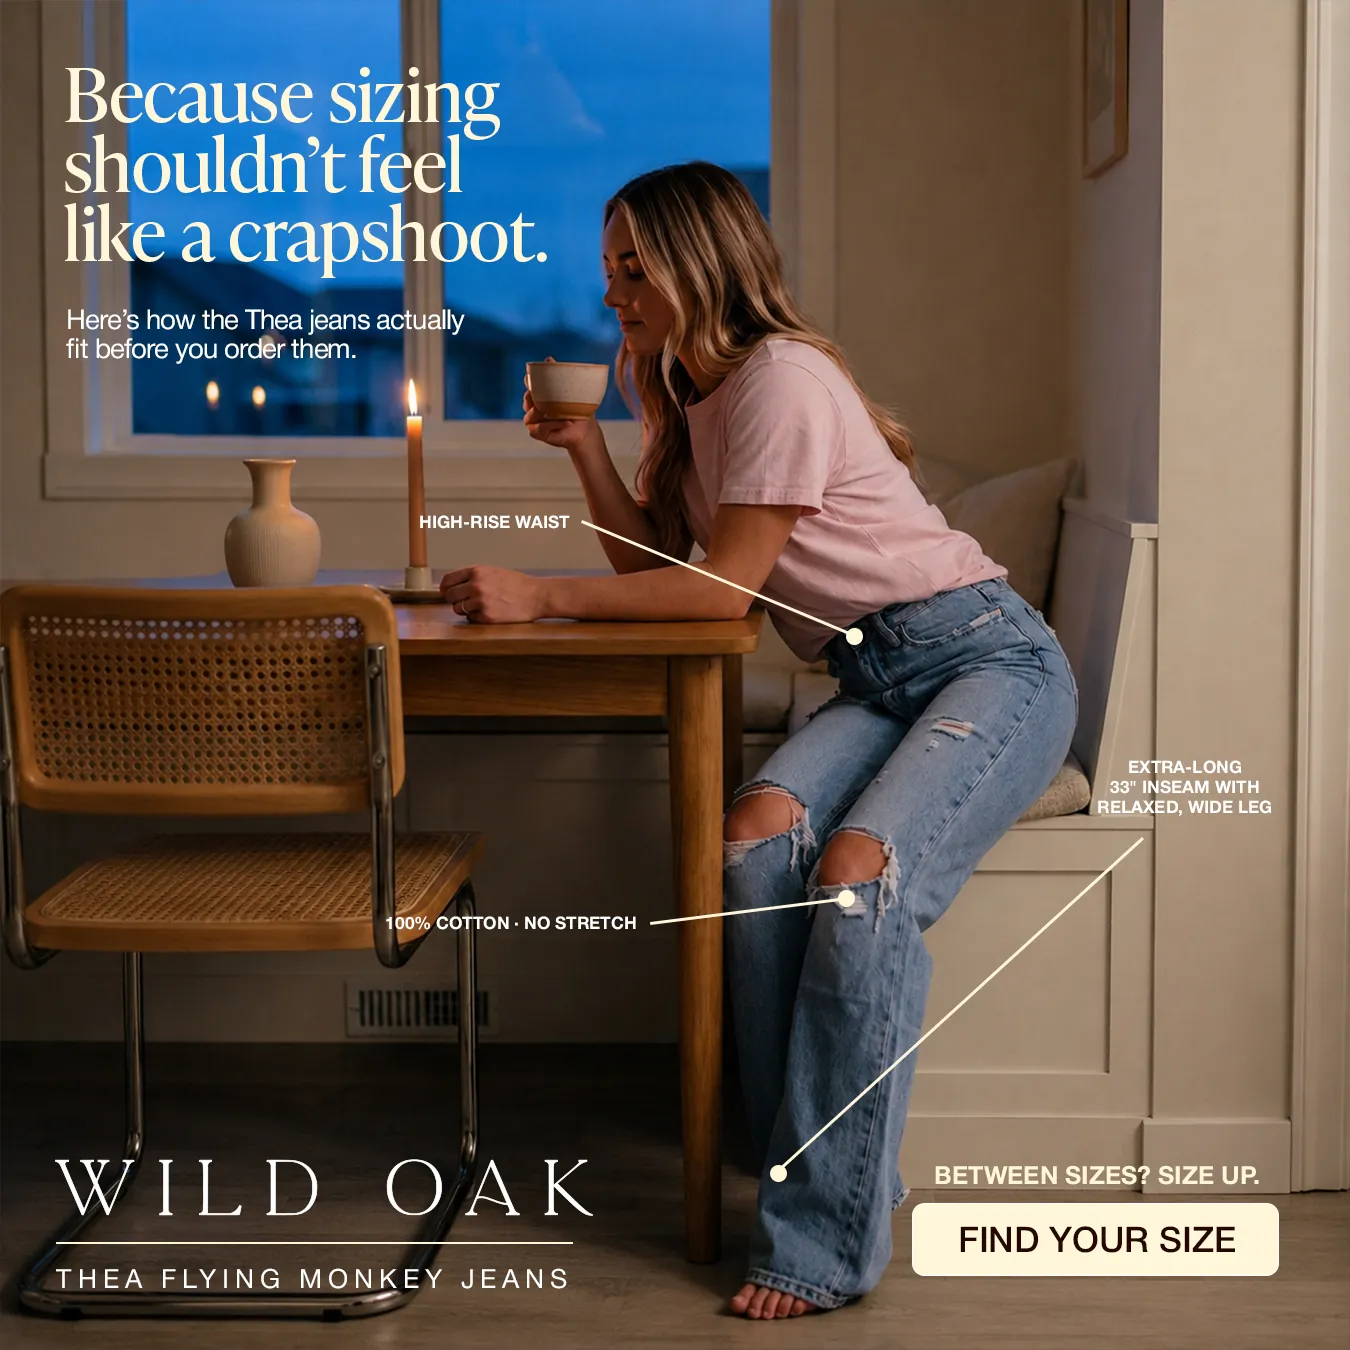 Because sizing
shouldn’t feel
like a crapshoot.
Here’s how the Thea jeans actually
fit before you order them.
HIGH-RISE WAIST
EXTRA-LONG
33" INSEAM WITH
RELAXED, WIDE LEG
100% COTTON · NO STRETCH
WILD OAK
THEA FLYING MONKEY JEANS
BETWEEN SIZES? SIZE UP.
FIND YOUR SIZE